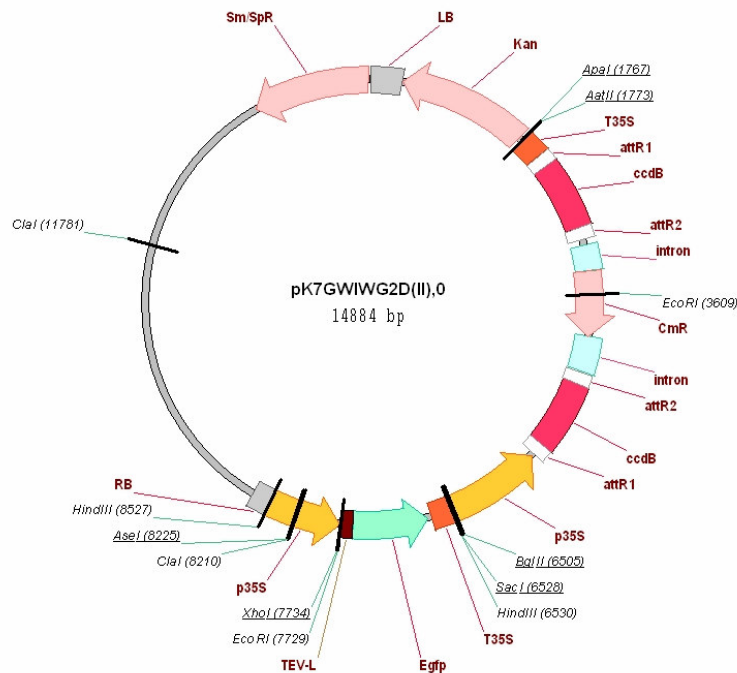 Sm/SpR
LB
Kan
ApaI (1767)
AatII (1773)
T35S
attR1
ccdB
attR2
intron
EcoRI (3609)
CmR
intron
attR2
ccdB
attR1
p35S
BglII (6505)
SacI (6528)
HindIII (6530)
T35S
Egfp
TEV-L
EcoRI (7729)
XhoI (7734)
p35S
ClaI (8210)
AseI (8225)
HindIII (8527)
RB
ClaI (11781)
pK7GWIWG2D(II),0
14884 bp